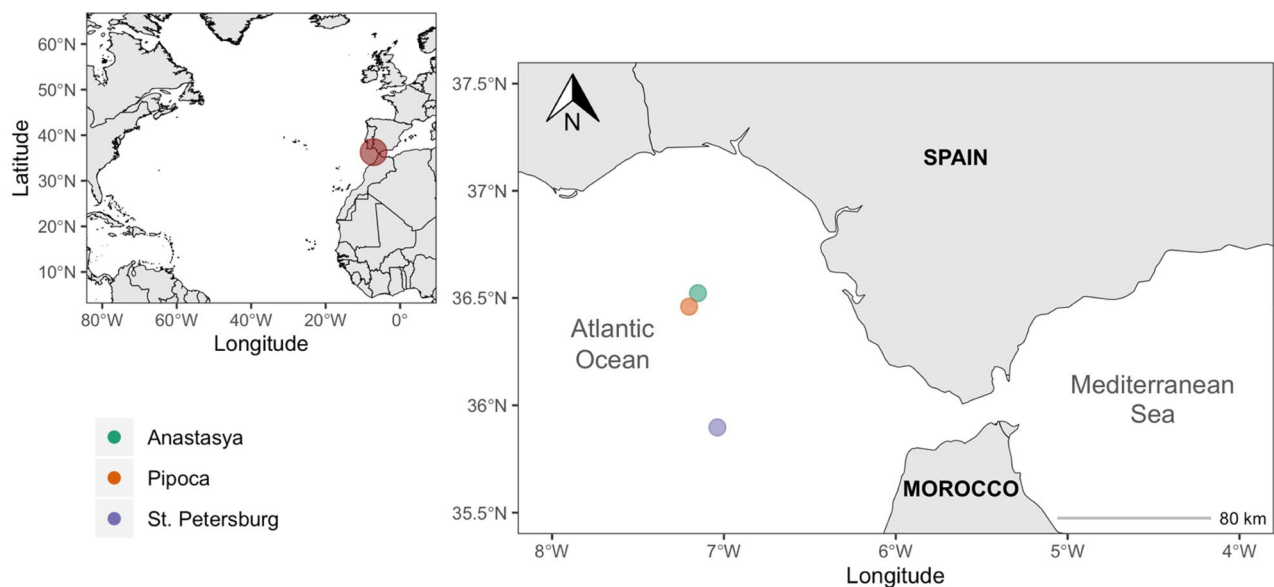 60°N
50°N
40°N
30°N
20°N
10°N
Latitude
80°W 60°W 40°W 20°W 0°
Longitude
Anastasya
Pipoca
St. Petersburg
37.5°N
37°N
36.5°N
36°N
35.5°N
N
SPAIN
Atlantic
Ocean
Mediterranean
Sea
MOROCCO
80 km
8°W 7°W 6°W 5°W 4°W
Longitude